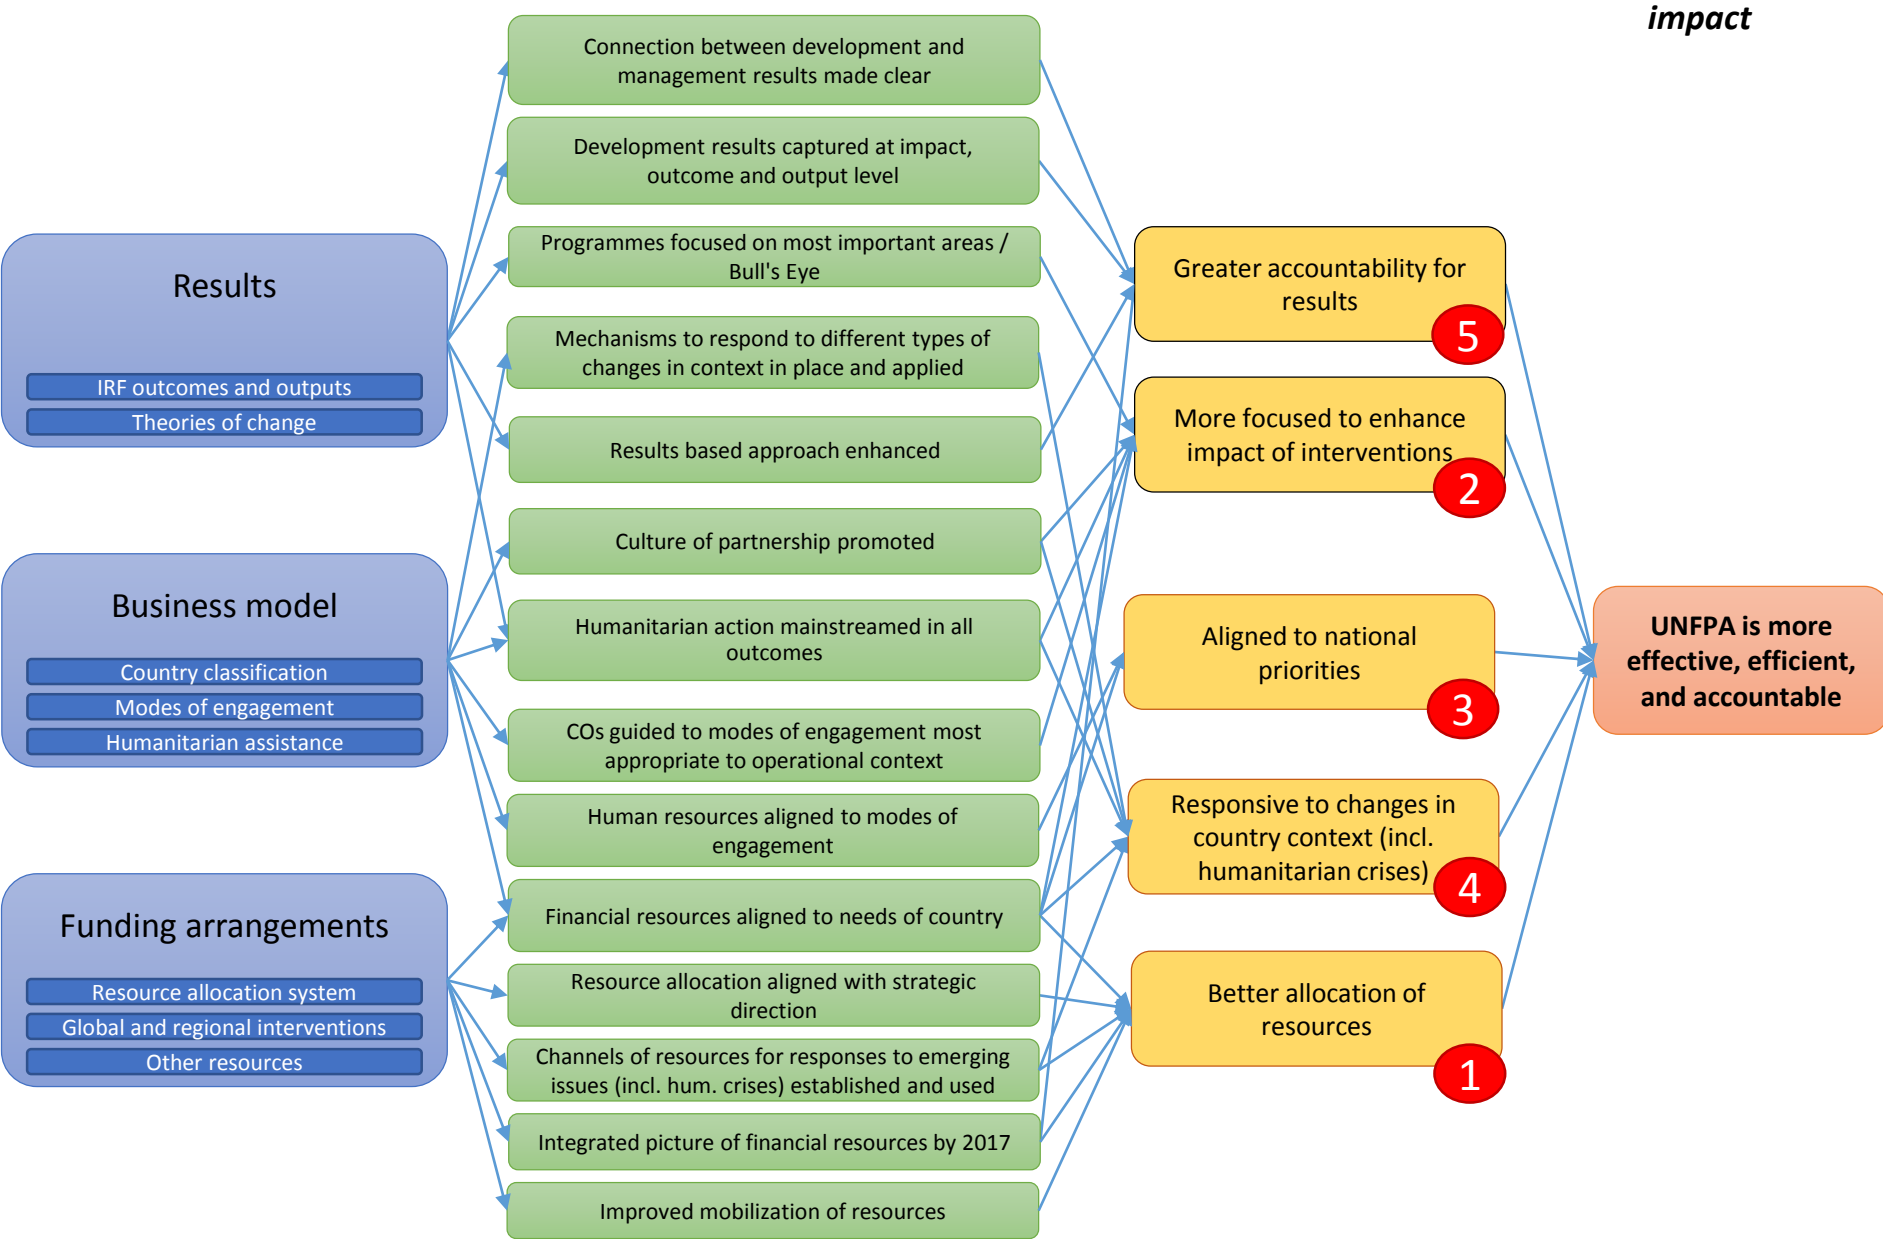 impact
Connection between development and
management results made clear
Development results captured at impact,
outcome and output level
Programmes focused on most important areas /
Bull's Eye
Mechanisms to respond to different types of
changes in context in place and applied
Results based approach enhanced
Culture of partnership promoted
Humanitarian action mainstreamed in all
outcomes
COs guided to modes of engagement most
appropriate to operational context
Human resources aligned to modes of
engagement
Financial resources aligned to needs of country
Resource allocation aligned with strategic
direction
Channels of resources for responses to emerging
issues (incl. hum. crises) established and used
Integrated picture of financial resources by 2017
Improved mobilization of resources
Results
IRF outcomes and outputs
Theories of change
Business model
Country classification
Modes of engagement
Humanitarian assistance
Funding arrangements
Resource allocation system
Global and regional interventions
Other resources
Greater accountability for
results
5
More focused to enhance
impact of interventions
2
Aligned to national
priorities
3
Responsive to changes in
country context (incl.
humanitarian crises)
4
Better allocation of
resources
1
UNFPA is more
effective, efficient,
and accountable